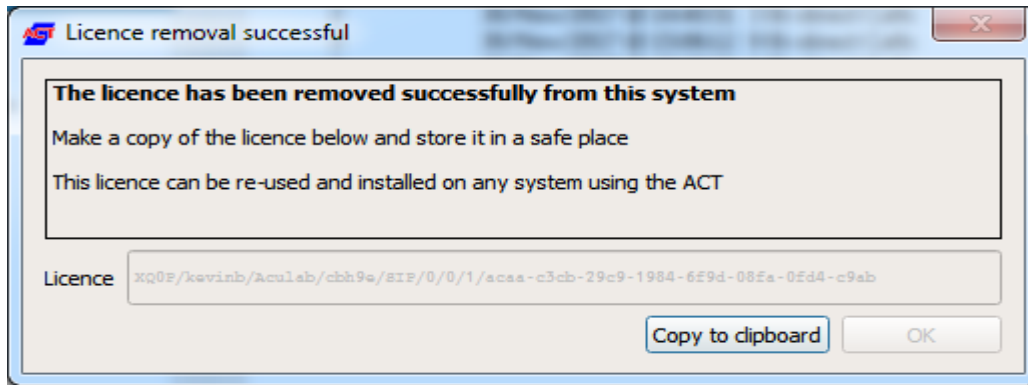 ACT Licence removal successful
The licence has been removed successfully from this system
Make a copy of the licence below and store it in a safe place
This licence can be re-used and installed on any system using the ACT
Licence XQ0P/kevinb/Aculab/cbh9e/SIP/0/0/1/acaa-c3cb-29c9-1984-6f9d-08fa-0fd4-c9ab
Copy to clipboard OK